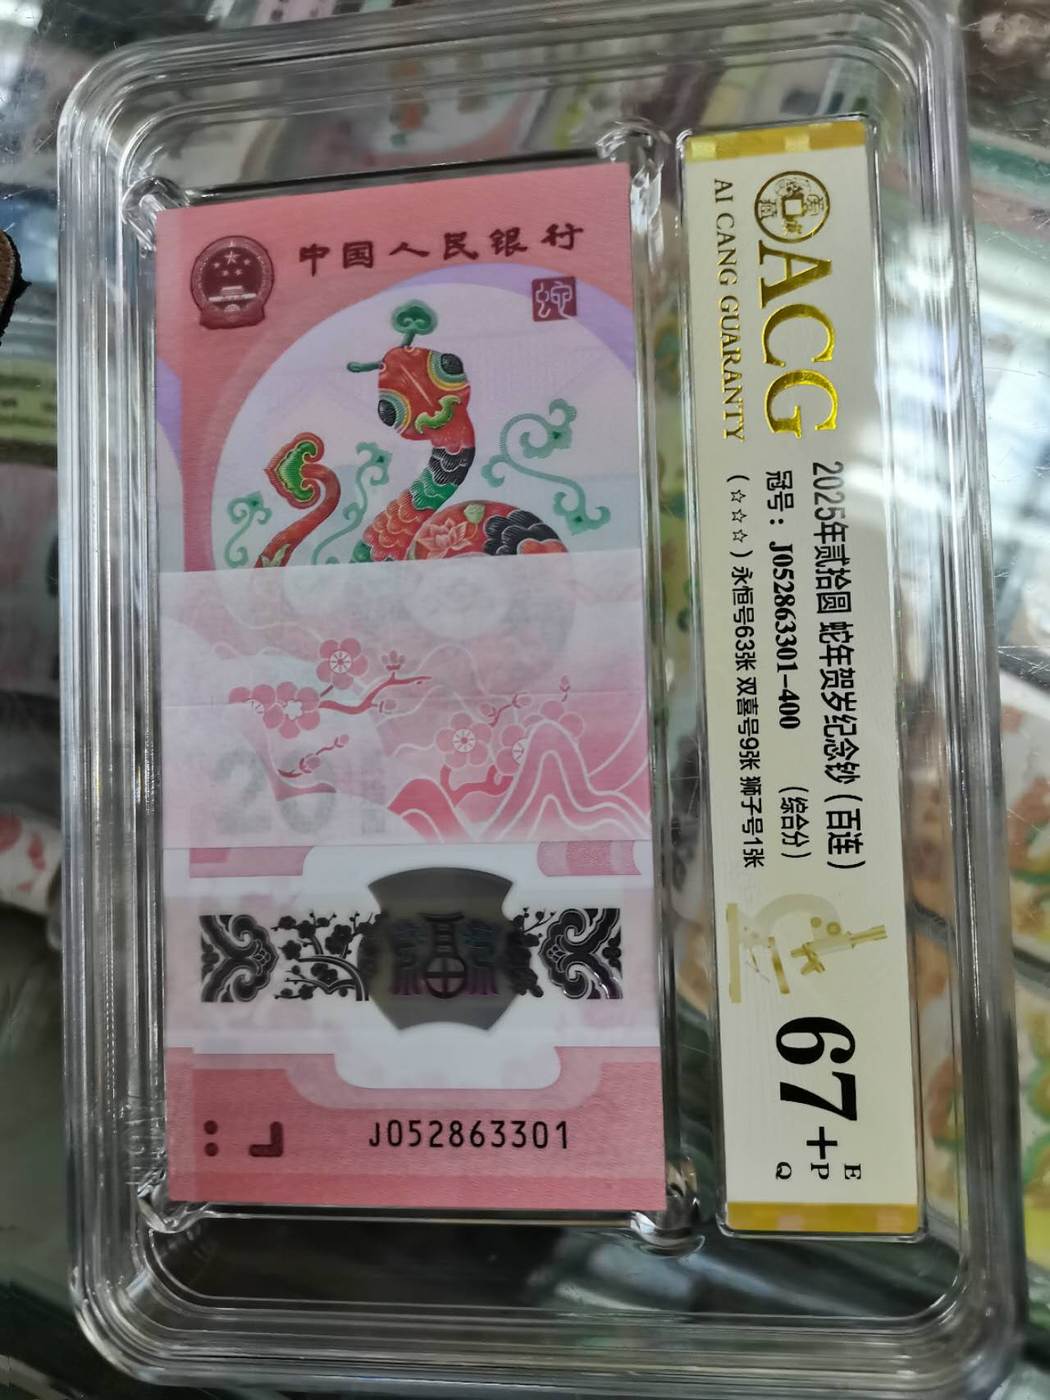 中国人民银行
蛇
福
J052863301
ACG
AI CANG GUARANTY
2025年贰拾圆 蛇年贺岁纪念钞（百连）
冠号：J052863301-400 （综合分）
（☆☆☆）永恒号63张 双喜号9张 狮子号1张
67+
E
P
Q